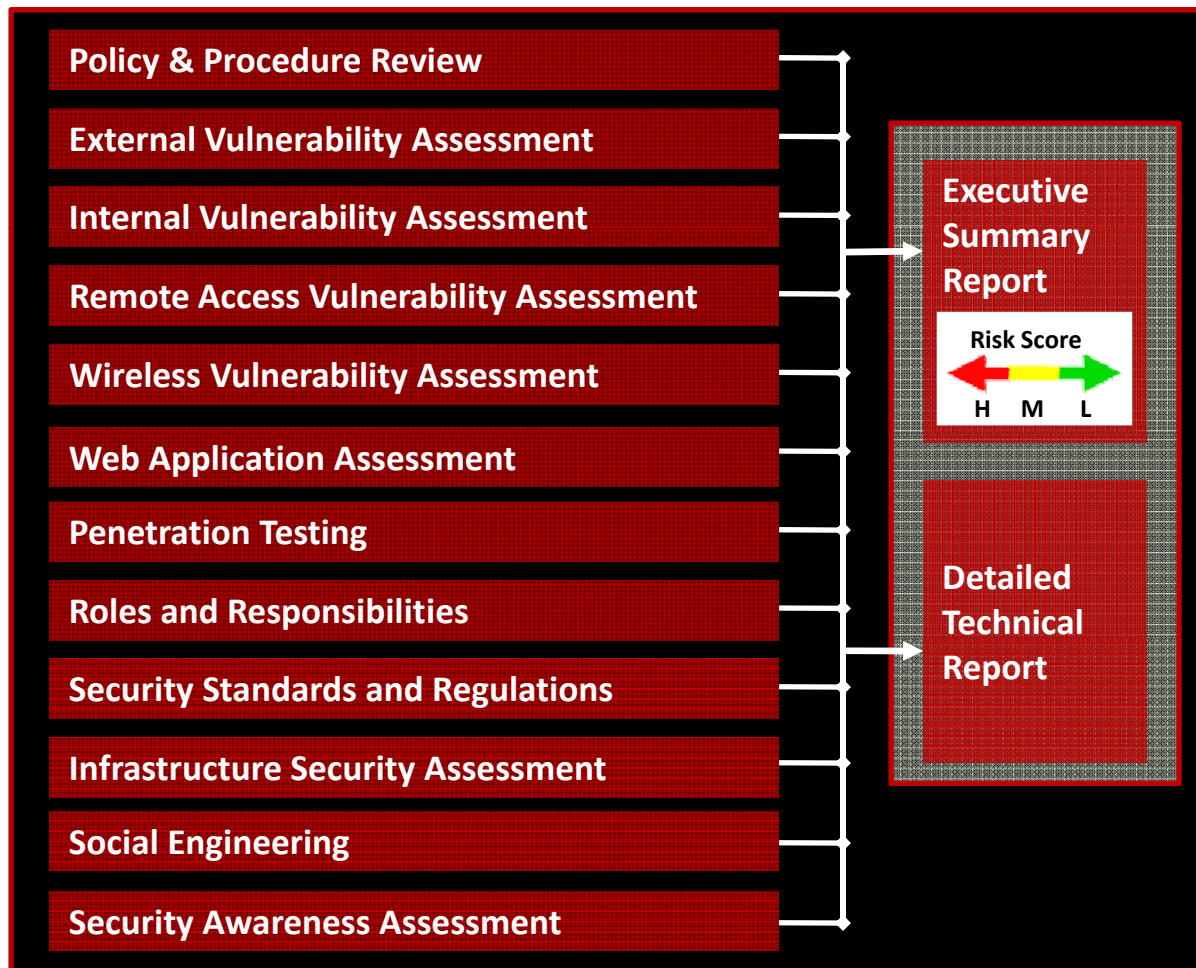 Policy & Procedure Review
External Vulnerability Assessment
Internal Vulnerability Assessment
Remote Access Vulnerability Assessment
Wireless Vulnerability Assessment
Web Application Assessment
Penetration Testing
Roles and Responsibilities
Security Standards and Regulations
Infrastructure Security Assessment
Social Engineering
Security Awareness Assessment
Executive
Summary
Report
Risk Score
H M L
Detailed
Technical
Report